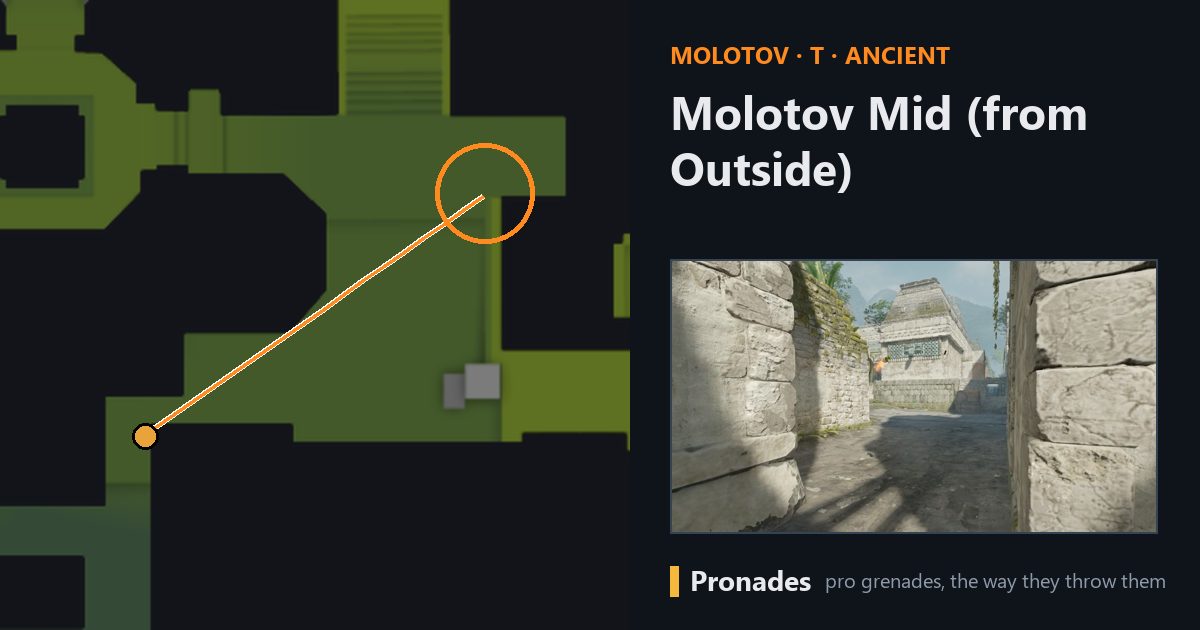 MOLOTOV · T · ANCIENT
Molotov Mid (from
Outside)
Pronades pro grenades, the way they throw them